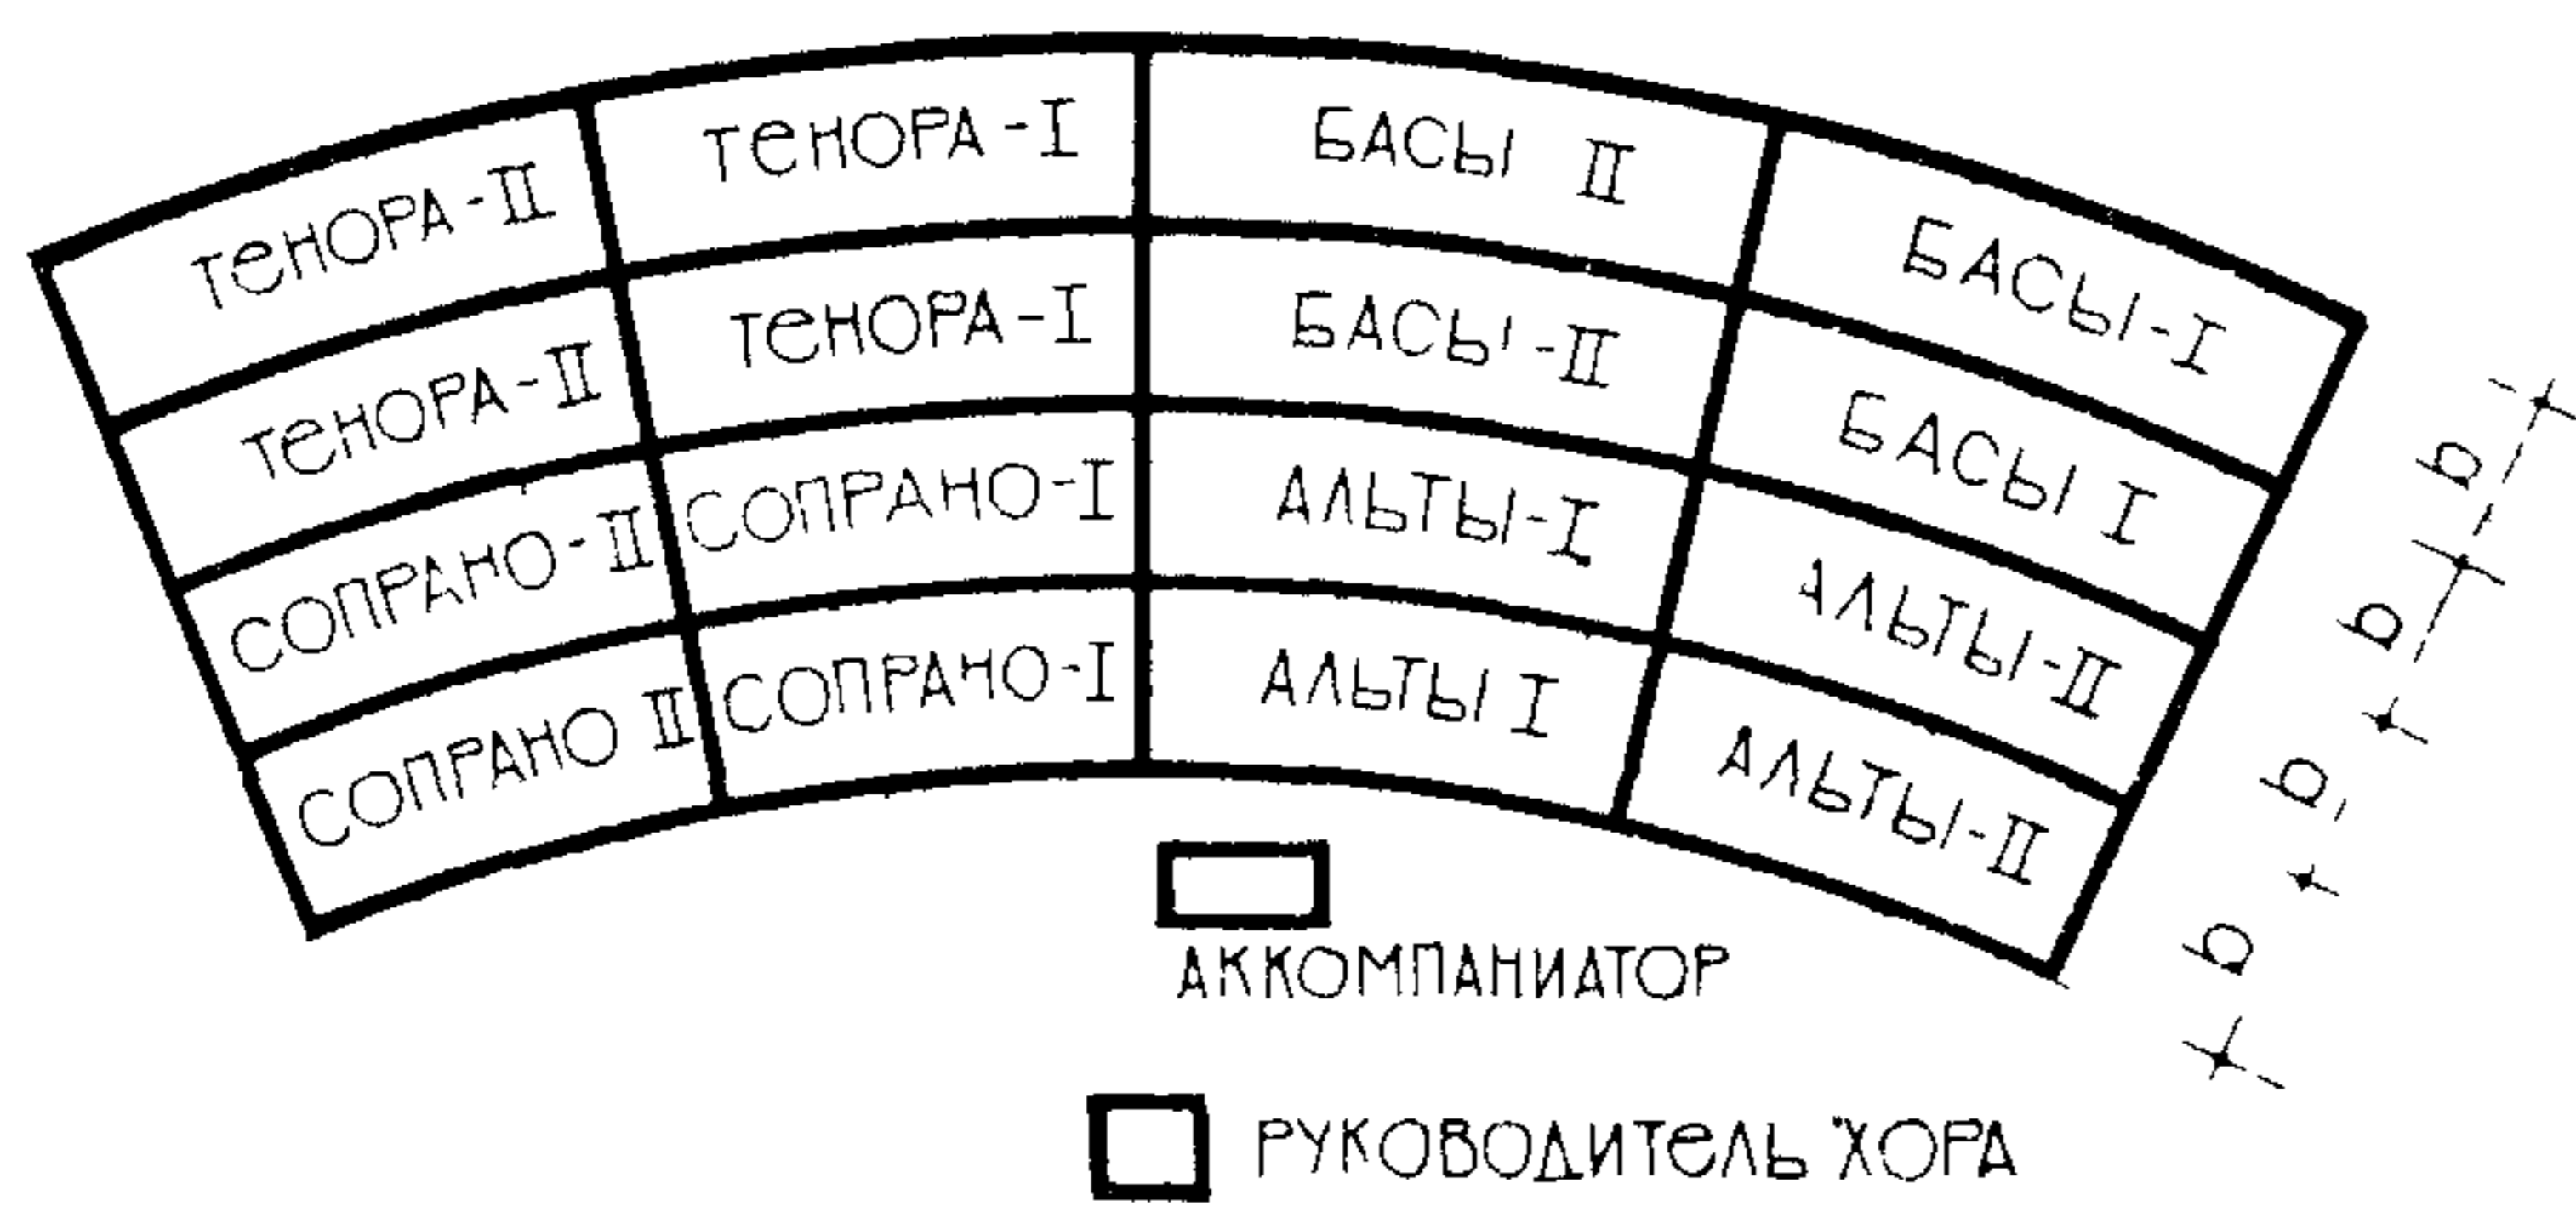 ТЕНОРА-II ТЕНОРА-I БАСЫ II БАСЫ-I
ТЕНОРА-II ТЕНОРА-I БАСЫ-II БАСЫ I
СОПРАНО-II СОПРАНО-I АЛЬТЫ-I АЛЬТЫ-II
СОПРАНО II СОПРАНО-I АЛЬТЫ I АЛЬТЫ-II
b
b
b
b
АККОМПАНИАТОР
РУКОВОДИТЕЛЬ ХОРА